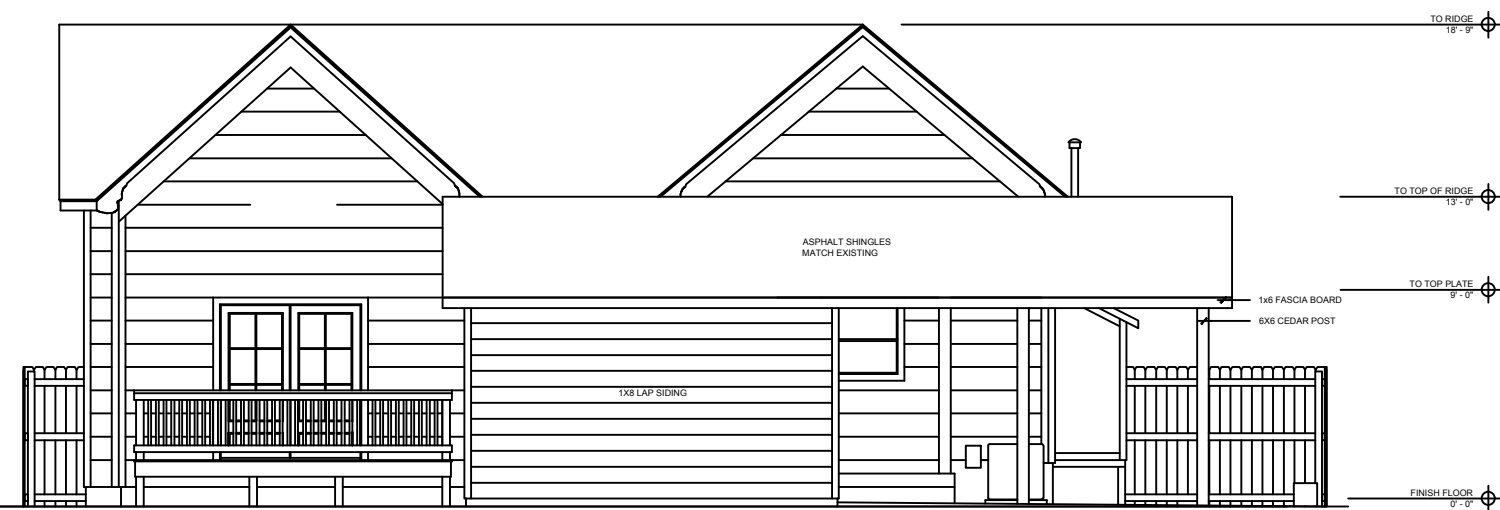 TO RIDGE
18' - 9"
TO TOP OF RIDGE
13' - 0"
ASPHALT SHINGLES
MATCH EXISTING
TO TOP PLATE
9' - 0"
1x6 FASCIA BOARD
6X6 CEDAR POST
1X8 LAP SIDING
FINISH FLOOR
0' - 0"